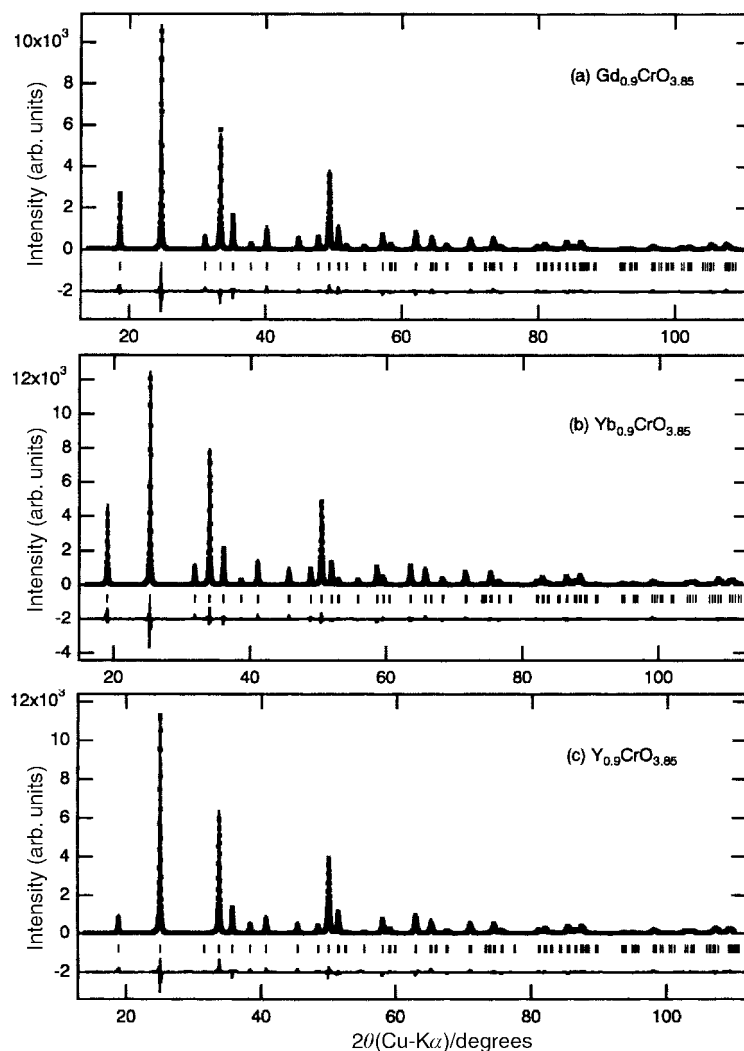 10x10³
(a) Gd₀.₉CrO₃.₈₅
8
6
4
2
0
-2
Intensity (arb. units)
20 40 60 80 100
12x10³
10
(b) Yb₀.₉CrO₃.₈₅
8
6
4
2
0
-2
-4
Intensity (arb. units)
20 40 60 80 100
12x10³
10
(c) Y₀.₉CrO₃.₈₅
8
6
4
2
0
-2
Intensity (arb. units)
20 40 60 80 100
2θ(Cu-Kα)/degrees